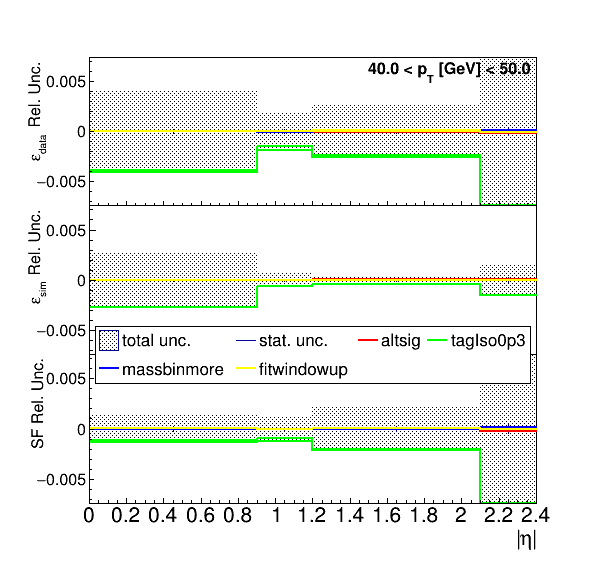 40.0 < p_T [GeV] < 50.0
ε_data Rel. Unc.
0.005
0
−0.005
ε_sim Rel. Unc.
0.005
0
−0.005
total unc. stat. unc. altsig tagIso0p3
massbinmore fitwindowup
SF Rel. Unc.
0.005
0
−0.005
0 0.2 0.4 0.6 0.8 1 1.2 1.4 1.6 1.8 2 2.2 2.4
|η|